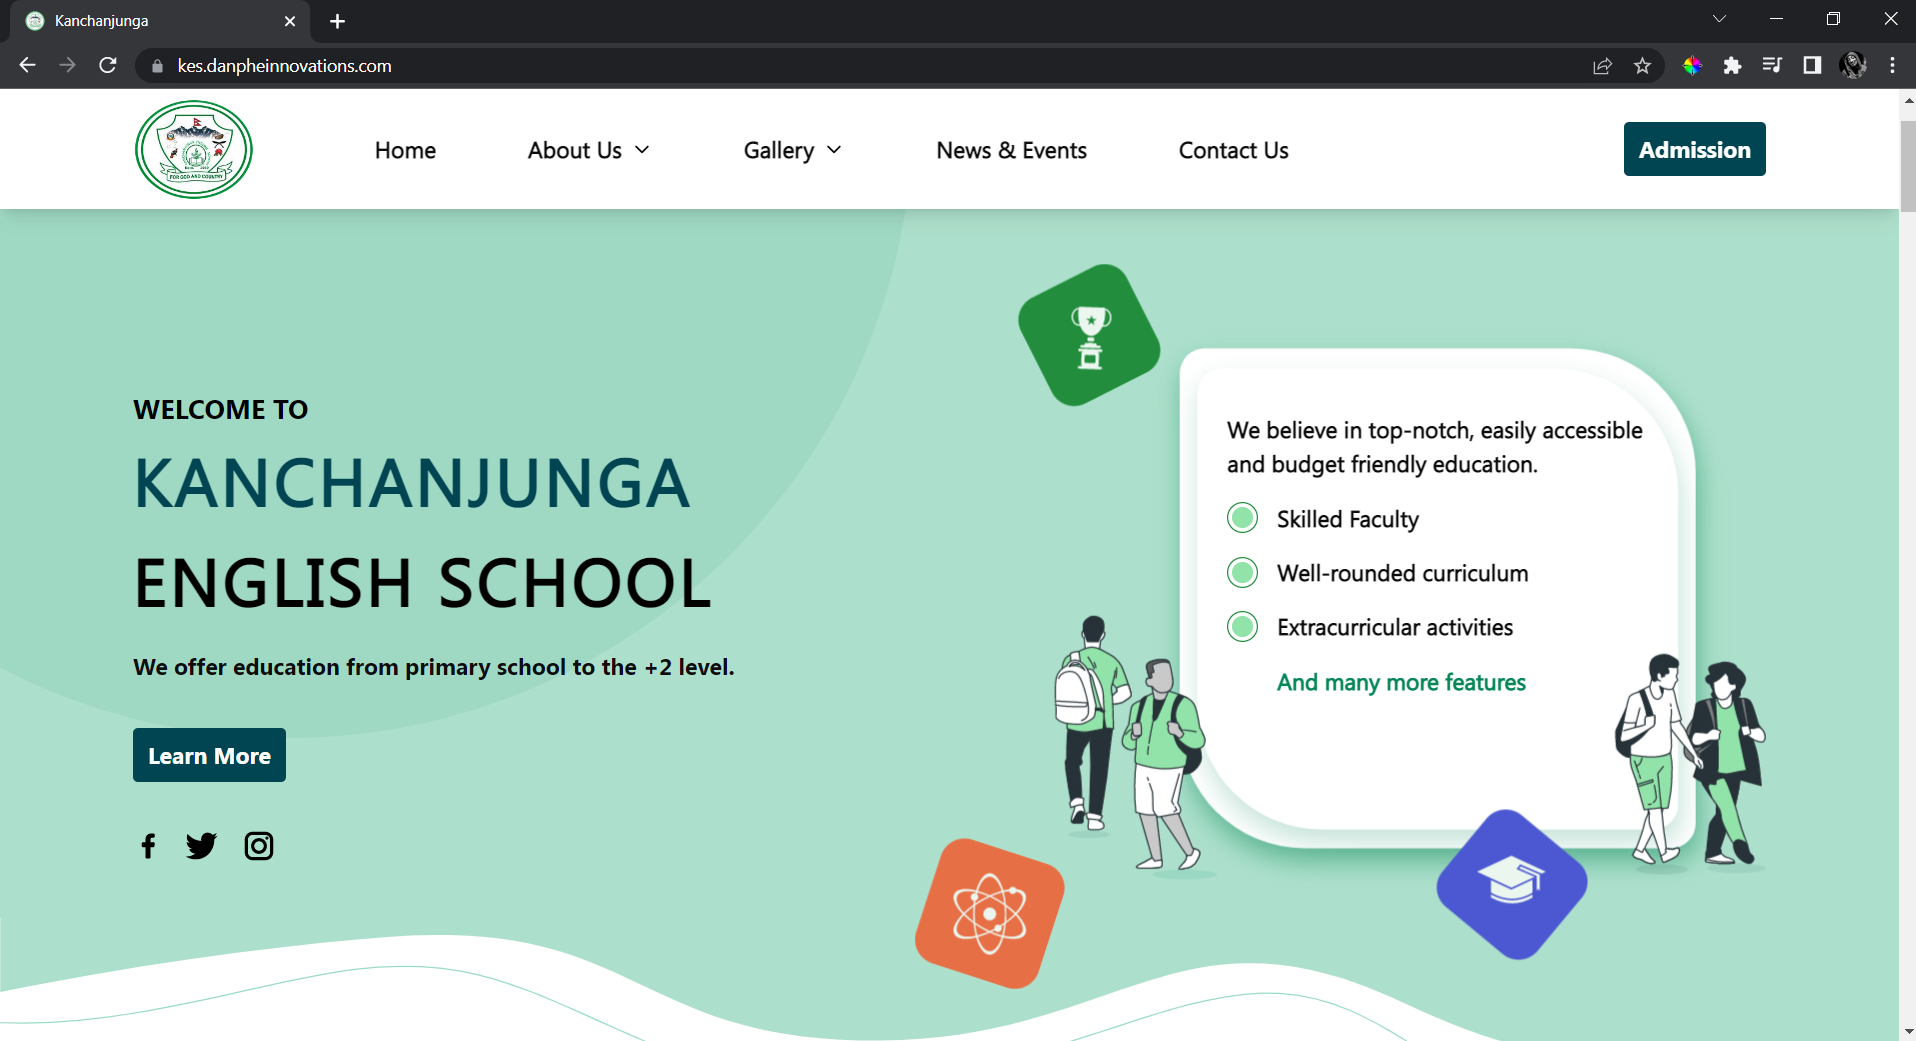 Kanchanjunga
kes.danpheinnovations.com
FOR GOD AND COUNTRY
Home
About Us
Gallery
News & Events
Contact Us
Admission
WELCOME TO
KANCHANJUNGA
ENGLISH SCHOOL
We offer education from primary school to the +2 level.
Learn More
We believe in top-notch, easily accessible
and budget friendly education.
Skilled Faculty
Well-rounded curriculum
Extracurricular activities
And many more features